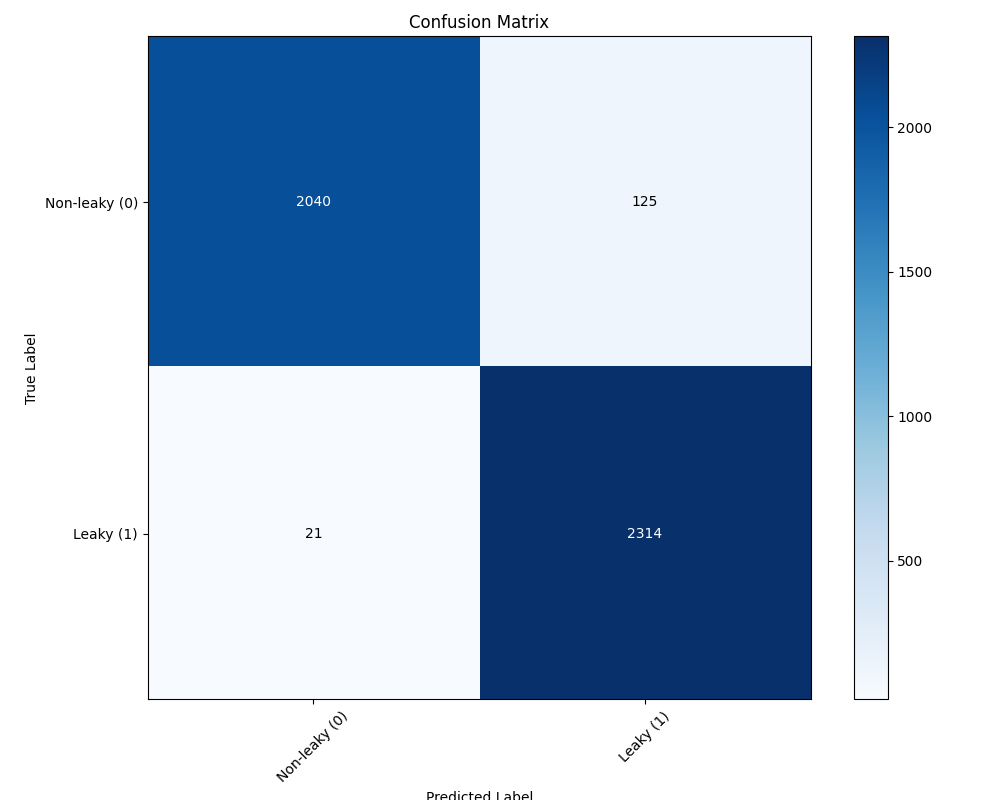 Confusion Matrix
True Label
Non-leaky (0)
2040
125
Leaky (1)
21
2314
Non-leaky (0)
Leaky (1)
Predicted Label
2000
1500
1000
500